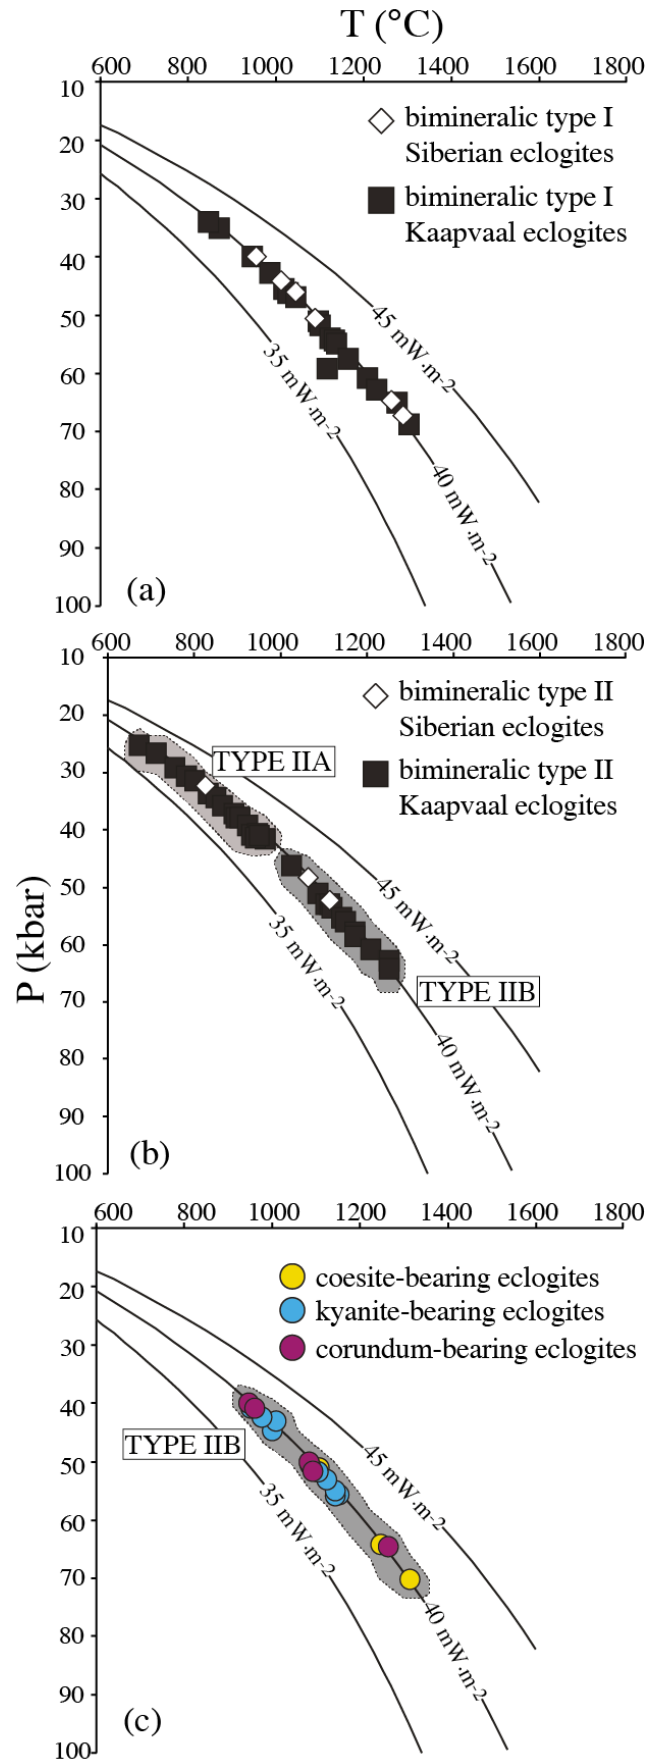 T (°C)
600 800 1000 1200 1400 1600 1800
10
20
30
40
50
60
70
80
90
100
bimineralic type I
Siberian eclogites
bimineralic type I
Kaapvaal eclogites
45 mW.m-2
35 mW.m-2
40 mW.m-2
(a)
P (kbar)
600 800 1000 1200 1400 1600 1800
10
20
30
40
50
60
70
80
90
100
bimineralic type II
Siberian eclogites
bimineralic type II
Kaapvaal eclogites
TYPE IIA
45 mW.m-2
35 mW.m-2
TYPE IIB
40 mW.m-2
(b)
600 800 1000 1200 1400 1600 1800
10
20
30
40
50
60
70
80
90
100
coesite-bearing eclogites
kyanite-bearing eclogites
corundum-bearing eclogites
TYPE IIB
45 mW.m-2
35 mW.m-2
40 mW.m-2
(c)